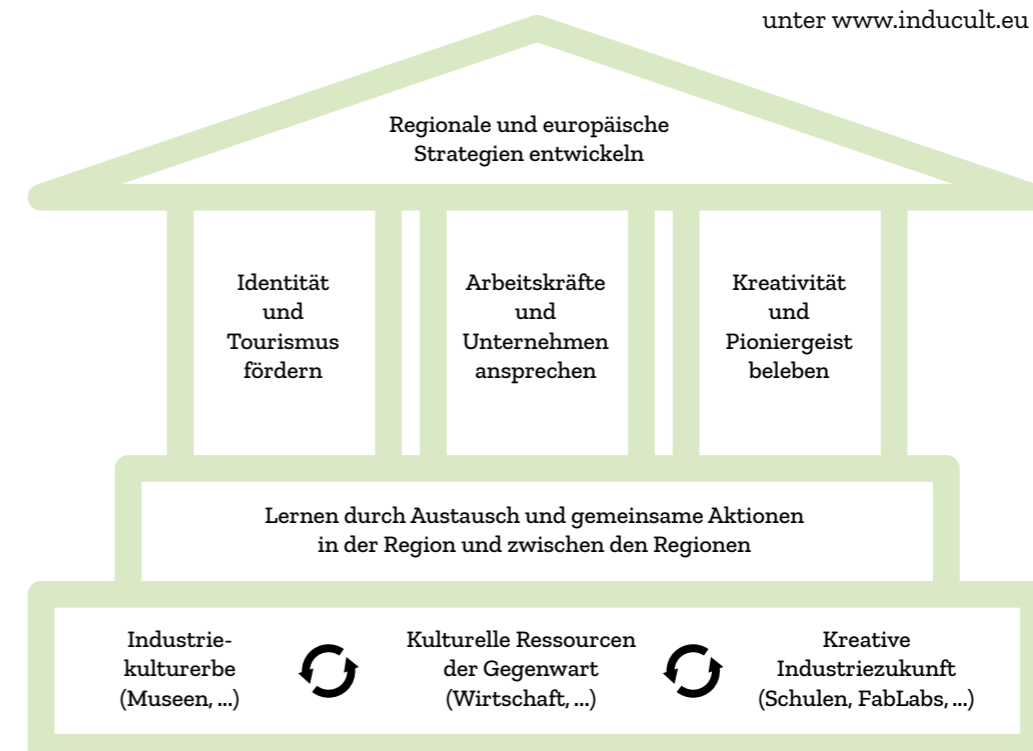 unter www.inducult.eu
Regionale und europäische
Strategien entwickeln
Identität
und
Tourismus
fördern
Arbeitskräfte
und
Unternehmen
ansprechen
Kreativität
und
Pioniergeist
beleben
Lernen durch Austausch und gemeinsame Aktionen
in der Region und zwischen den Regionen
Industrie-
kulturerbe
(Museen, ...)
Kulturelle Ressourcen
der Gegenwart
(Wirtschaft, ...)
Kreative
Industriezukunft
(Schulen, FabLabs, ...)